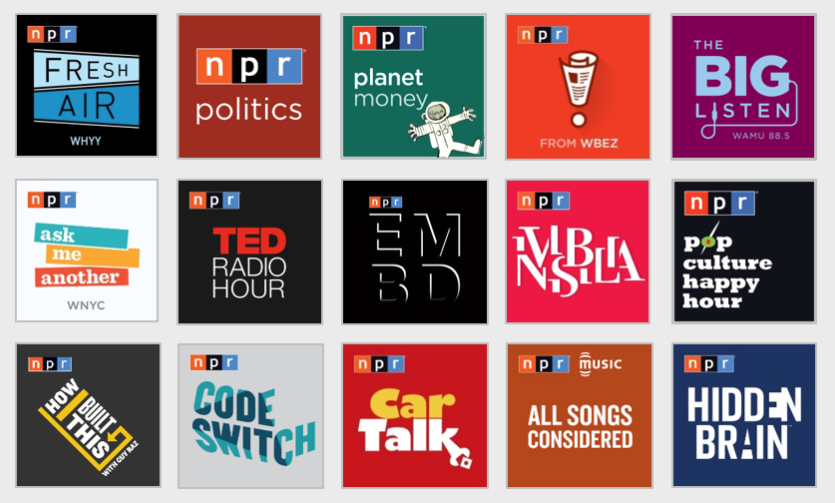 npr
FRESH
AIR
WHYY
npr
politics
npr
planet
money
npr
FROM WBEZ
THE
BIG
LISTEN
WAMU 88.5
npr
ask
me
another
WNYC
npr
TED
RADIO
HOUR
npr
EM
BD
npr
INVISIBILIA
npr
pop
culture
happy
hour
npr
HOW
I BUILT
THIS
WITH GUY RAZ
npr
CODE
SWITCH
npr
Car
Talk
npr music
ALL SONGS
CONSIDERED
npr
HIDDEN
BRAIN